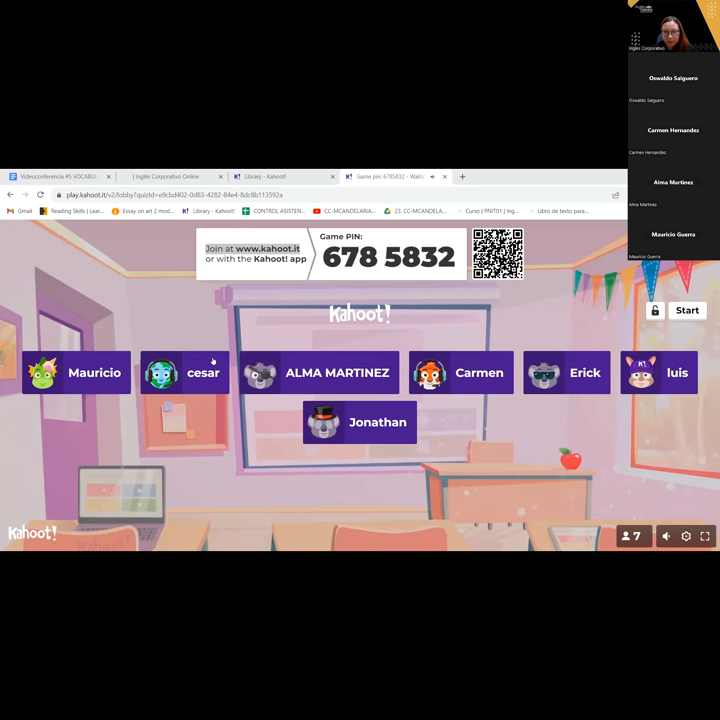 Inglés Corporativo
Oswaldo Salguero
Oswaldo Salguero
Carmen Hernandez
Carmen Hernandez
Alma Martinez
Alma Martinez
Mauricio Guerra
Mauricio Guerra
Videoconferencia #5 VOCABUL
| Inglés Corporativo Online
K! Library - Kahoot!
K! Game pin: 6785832 - Waiti
play.kahoot.it/v2/lobby?quizId=e9cbd402-0d83-4282-84e4-8dc8b113592a
Gmail
Reading Skills | Lear...
Essay on art 2 mod...
K! Library - Kahoot!
CONTROL ASISTEN...
CC-MCANDELARIA...
23. CC-MCANDELA...
Curso | PNIT01 | Ing...
Libro de texto para...
Join at www.kahoot.it
or with the Kahoot! app
Game PIN:
678 5832
Kahoot!
Start
Mauricio
cesar
ALMA MARTINEZ
Carmen
Erick
K!
luis
Jonathan
Kahoot!
7